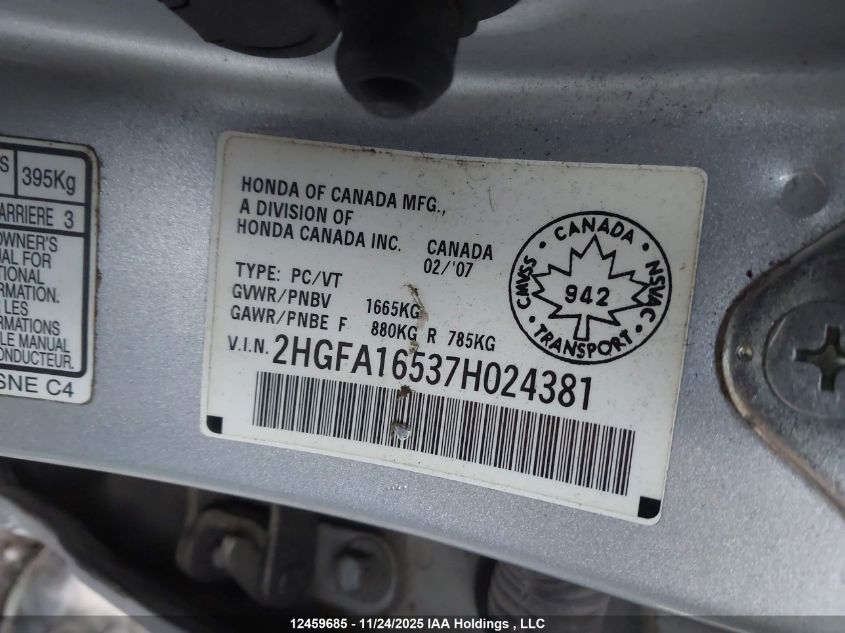 S 395Kg
ARRIERE 3
OWNER'S
AL FOR
TIONAL
RMATION.
LES
RMATIONS
LE MANUEL
CONDUCTEUR.
SNE C4
HONDA OF CANADA MFG.,
A DIVISION OF
HONDA CANADA INC. CANADA
02/'07
TYPE: PC/VT
GVWR/PNBV 1665KG
GAWR/PNBE F 880KG R 785KG
V.I.N. 2HGFA16537H024381
CANADA
CMVSS · NSVAC
942
TRANSPORT
12459685 - 11/24/2025 IAA Holdings , LLC